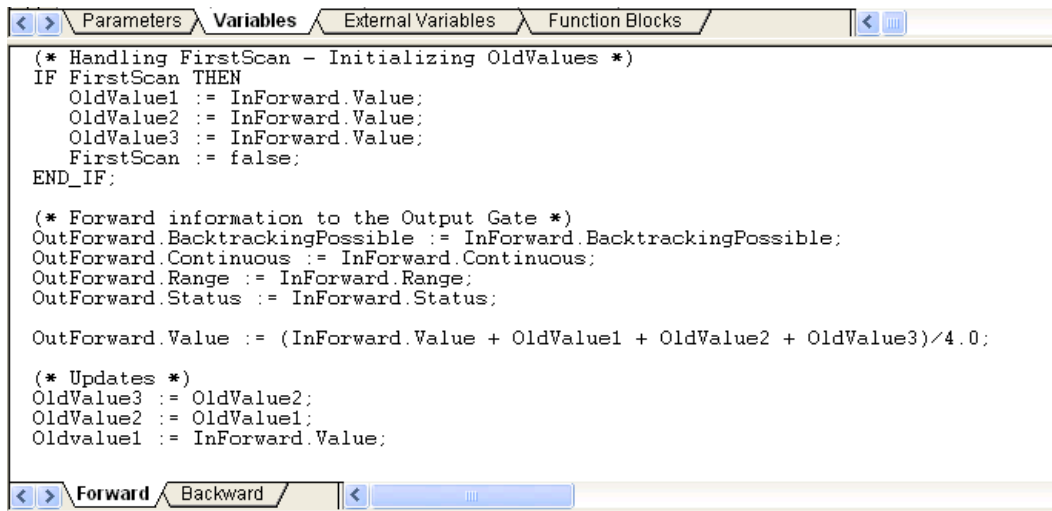 Parameters Variables External Variables Function Blocks
(* Handling FirstScan – Initializing OldValues *)
IF FirstScan THEN
OldValue1 := InForward.Value;
OldValue2 := InForward.Value;
OldValue3 := InForward.Value;
FirstScan := false;
END_IF;
(* Forward information to the Output Gate *)
OutForward.BacktrackingPossible := InForward.BacktrackingPossible;
OutForward.Continuous := InForward.Continuous;
OutForward.Range := InForward.Range;
OutForward.Status := InForward.Status;
OutForward.Value := (InForward.Value + OldValue1 + OldValue2 + OldValue3)/4.0;
(* Updates *)
OldValue3 := OldValue2;
OldValue2 := OldValue1;
Oldvalue1 := InForward.Value;
Forward Backward